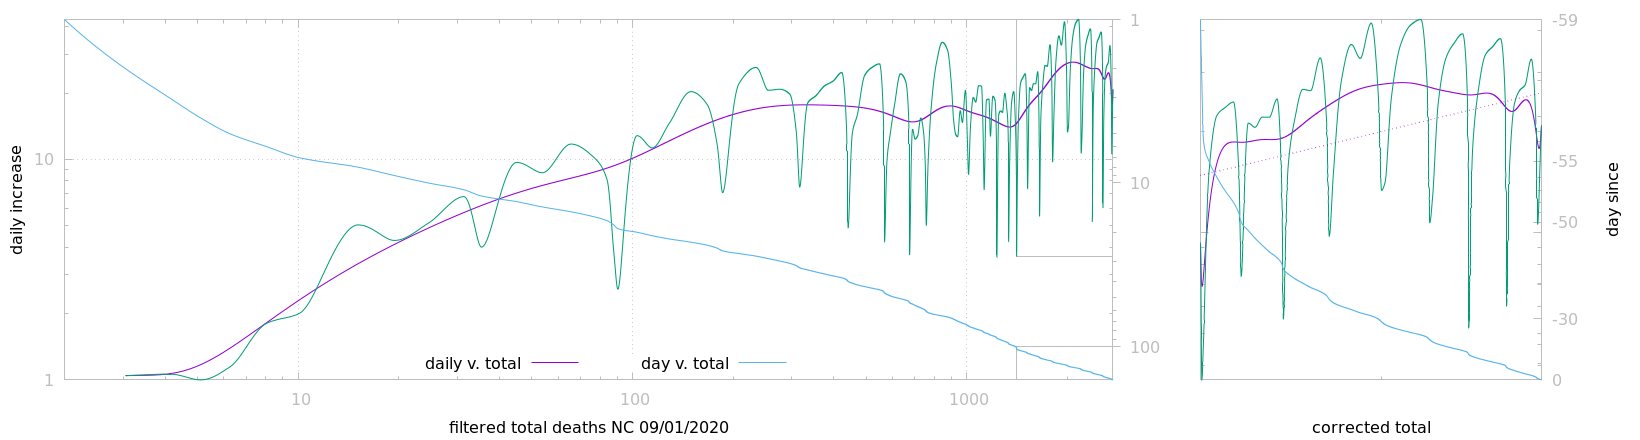 1
-59
daily increase
10
10
-55
-50
day since
-30
daily v. total
day v. total
100
1
0
10
100
1000
filtered total deaths NC 09/01/2020
corrected total